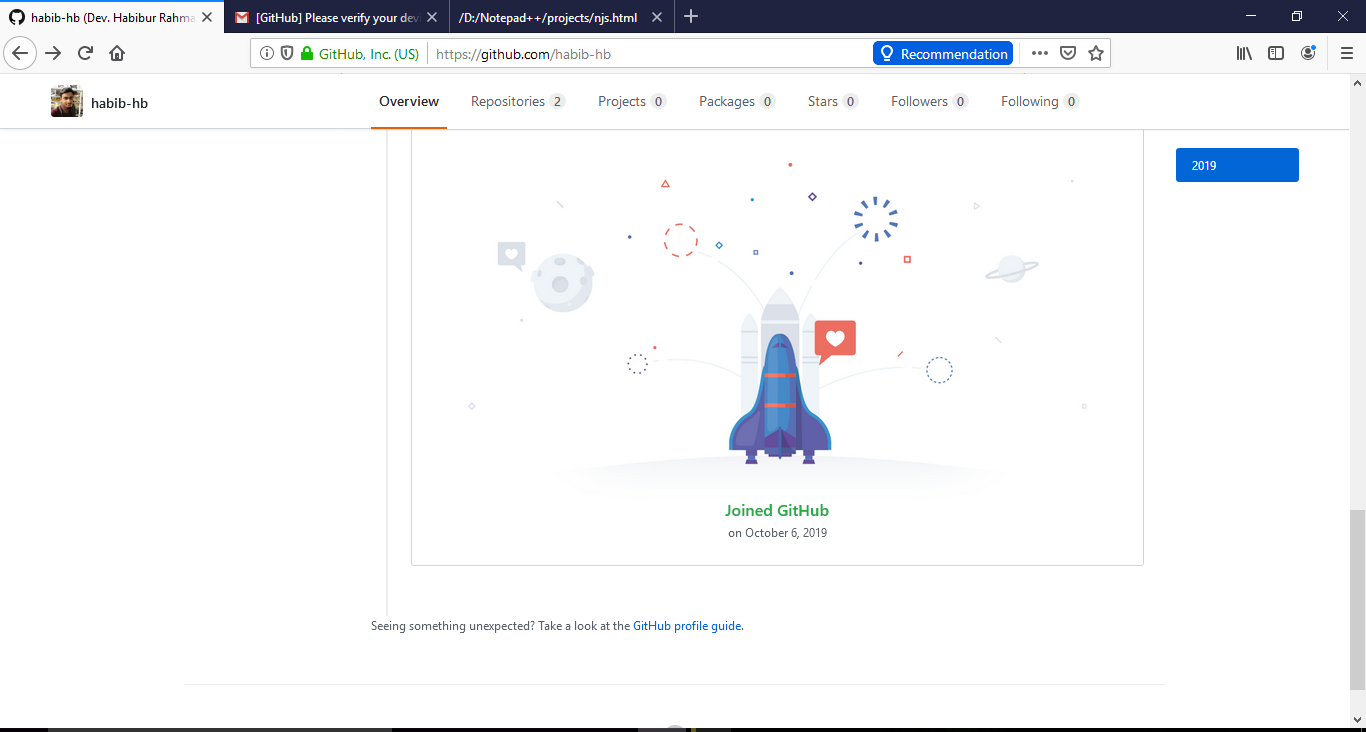 habib-hb (Dev. Habibur Rahma
[GitHub] Please verify your dev
/D:/Notepad++/projects/njs.html
GitHub, Inc. (US)
https://github.com/habib-hb
Recommendation
habib-hb
Overview
Repositories 2
Projects 0
Packages 0
Stars 0
Followers 0
Following 0
2019
Joined GitHub
on October 6, 2019
Seeing something unexpected? Take a look at the GitHub profile guide.